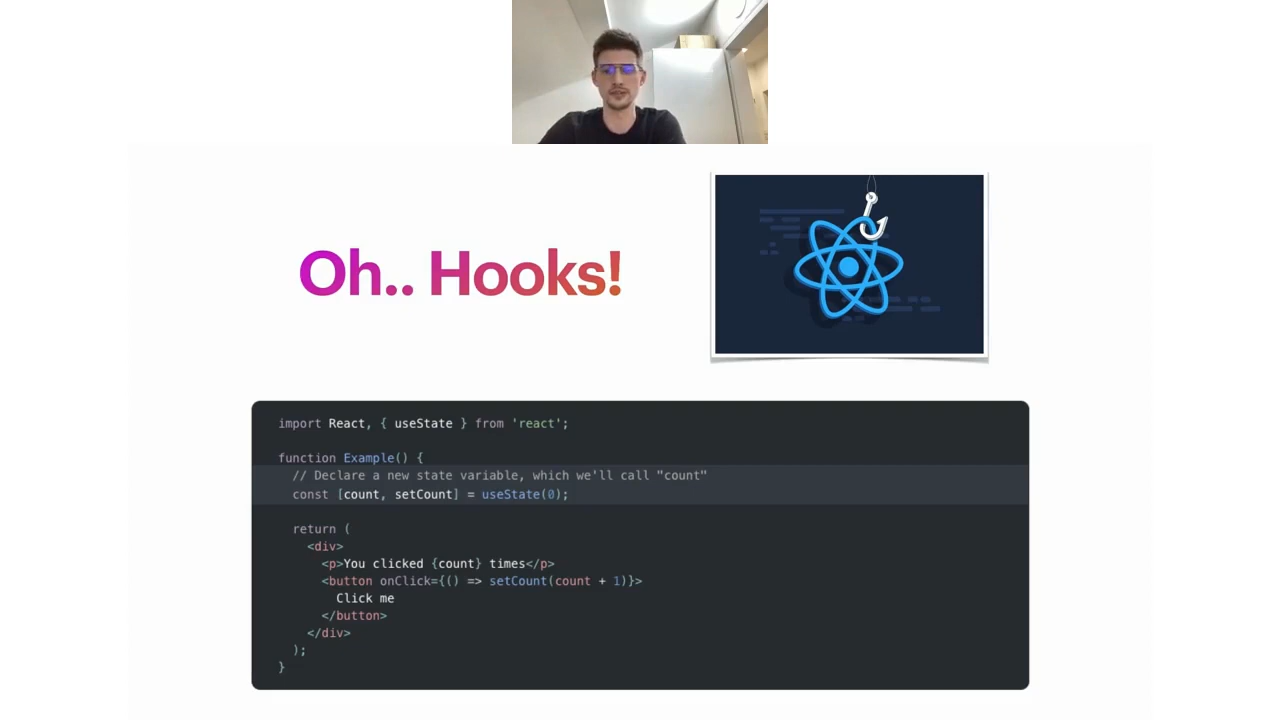 Oh.. Hooks!
import React, { useState } from 'react';
function Example() {
// Declare a new state variable, which we'll call "count"
const [count, setCount] = useState(0);
return (
<div>
<p>You clicked {count} times</p>
<button onClick={() => setCount(count + 1)}>
Click me
</button>
</div>
);
}